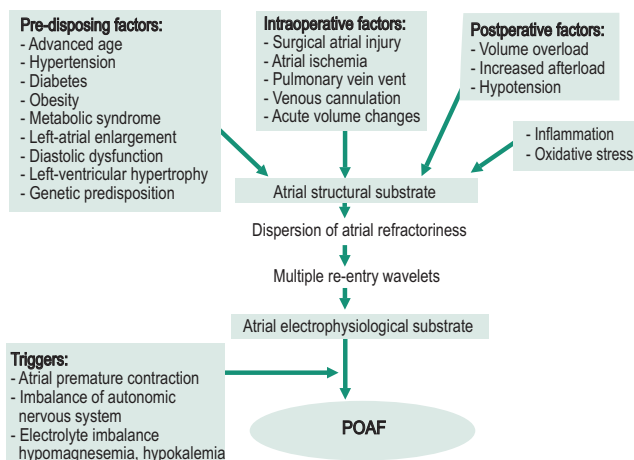 Pre-disposing factors:
- Advanced age
- Hypertension
- Diabetes
- Obesity
- Metabolic syndrome
- Left-atrial enlargement
- Diastolic dysfunction
- Left-ventricular hypertrophy
- Genetic predisposition
Intraoperative factors:
- Surgical atrial injury
- Atrial ischemia
- Pulmonary vein vent
- Venous cannulation
- Acute volume changes
Postperative factors:
- Volume overload
- Increased afterload
- Hypotension
- Inflammation
- Oxidative stress
Atrial structural substrate
Dispersion of atrial refractoriness
Multiple re-entry wavelets
Atrial electrophysiological substrate
Triggers:
- Atrial premature contraction
- Imbalance of autonomic
nervous system
- Electrolyte imbalance
hypomagnesemia, hypokalemia
POAF